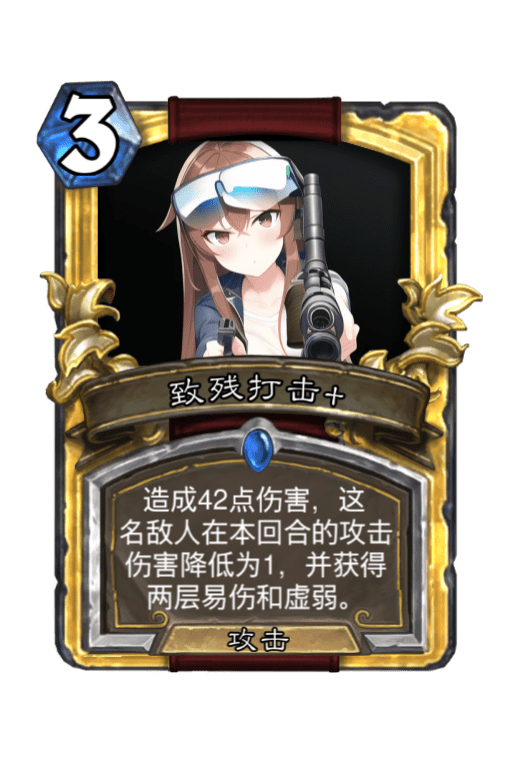 3
致残打击+
造成42点伤害，这
名敌人在本回合的攻击
伤害降低为1，并获得
两层易伤和虚弱。
攻击